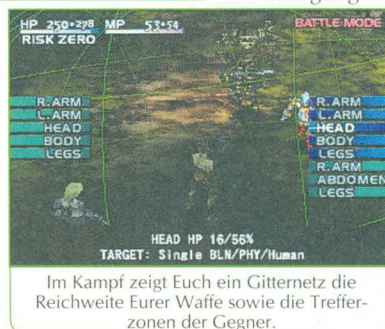 HP 250•278 MP 53•54 BATTLE MODE
RISK ZERO
R.ARM
L.ARM
HEAD
BODY
LEGS
R.ARM
L.ARM
HEAD
BODY
LEGS
R.ARM
ABDOMEN
LEGS
HEAD HP 16/56%
TARGET: Single BLN/PHY/Human
Im Kampf zeigt Euch ein Gitternetz die
Reichweite Eurer Waffe sowie die Treffer-
zonen der Gegner.